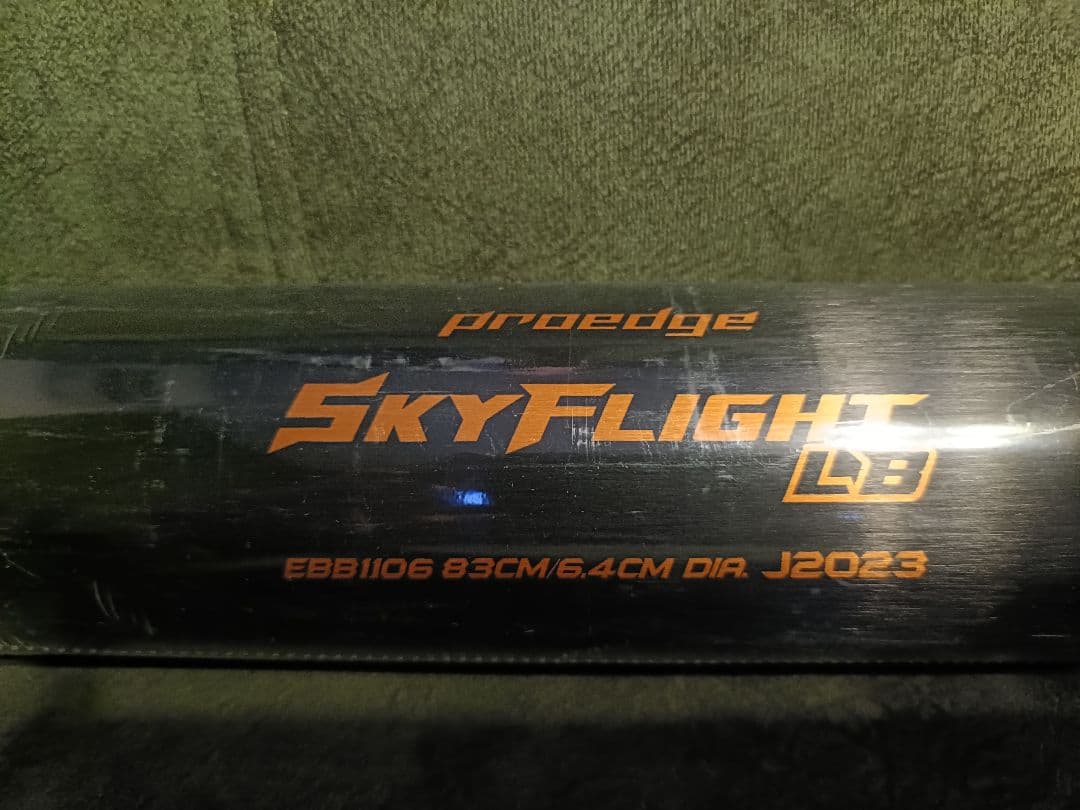 proedge
SKYFLIGHT
LB
EBB1106 83CM/6.4CM DIA. J2023